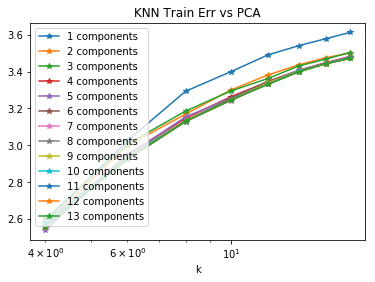 KNN Train Err vs PCA
3.6
3.4
3.2
3.0
2.8
2.6
1 components
2 components
3 components
4 components
5 components
6 components
7 components
8 components
9 components
10 components
11 components
12 components
13 components
4 × 10⁰
6 × 10⁰
10¹
k